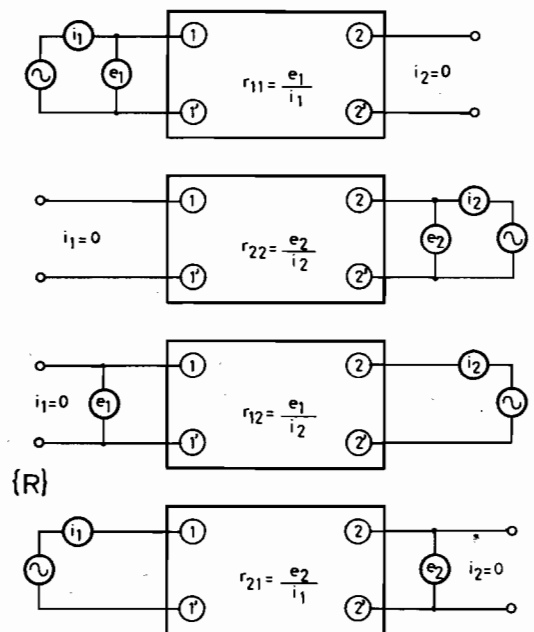 i₁ e₁ 1 1' r₁₁ = e₁/i₁ 2 2' i₂=0
i₁=0 1 1' r₂₂ = e₂/i₂ 2 2' e₂ i₂
i₁=0 e₁ 1 1' r₁₂ = e₁/i₂ 2 2' i₂
{R}
i₁ 1 1' r₂₁ = e₂/i₁ 2 2' e₂ i₂=0